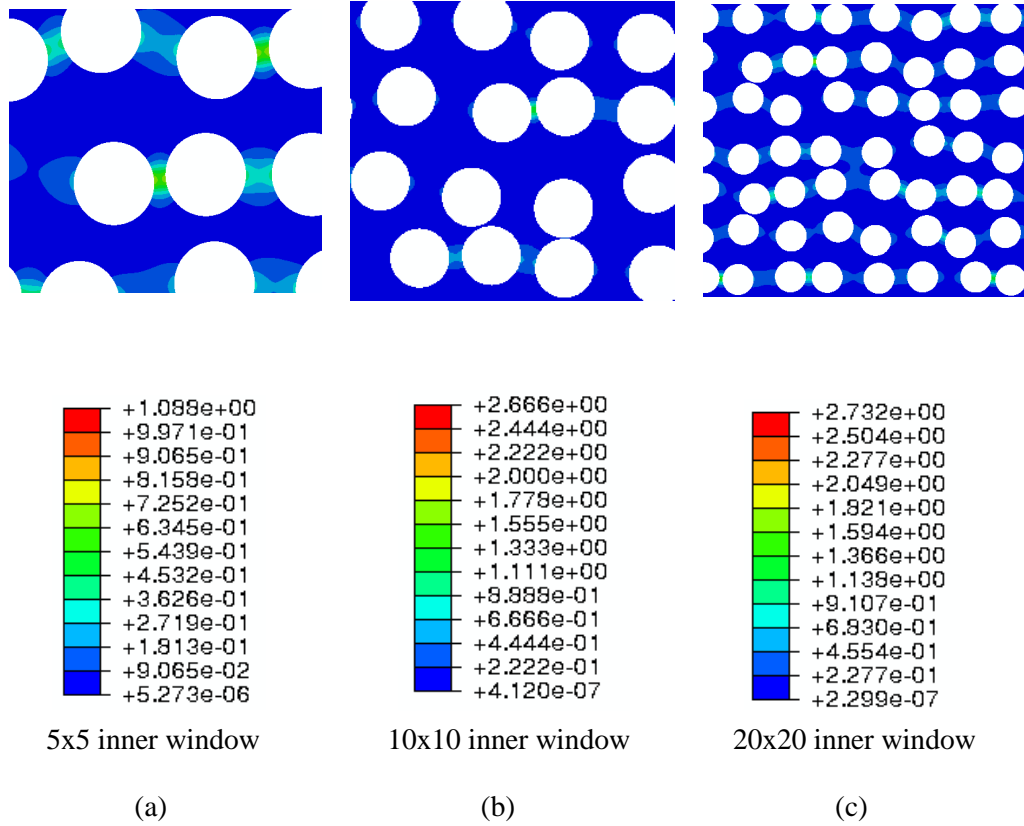 +1.088e+00
+9.971e-01
+9.065e-01
+8.158e-01
+7.252e-01
+6.345e-01
+5.439e-01
+4.532e-01
+3.626e-01
+2.719e-01
+1.813e-01
+9.065e-02
+5.273e-06
+2.666e+00
+2.444e+00
+2.222e+00
+2.000e+00
+1.778e+00
+1.555e+00
+1.333e+00
+1.111e+00
+8.888e-01
+6.666e-01
+4.444e-01
+2.222e-01
+4.120e-07
+2.732e+00
+2.504e+00
+2.277e+00
+2.049e+00
+1.821e+00
+1.594e+00
+1.366e+00
+1.138e+00
+9.107e-01
+6.830e-01
+4.554e-01
+2.277e-01
+2.299e-07
5x5 inner window
10x10 inner window
20x20 inner window
(a)
(b)
(c)